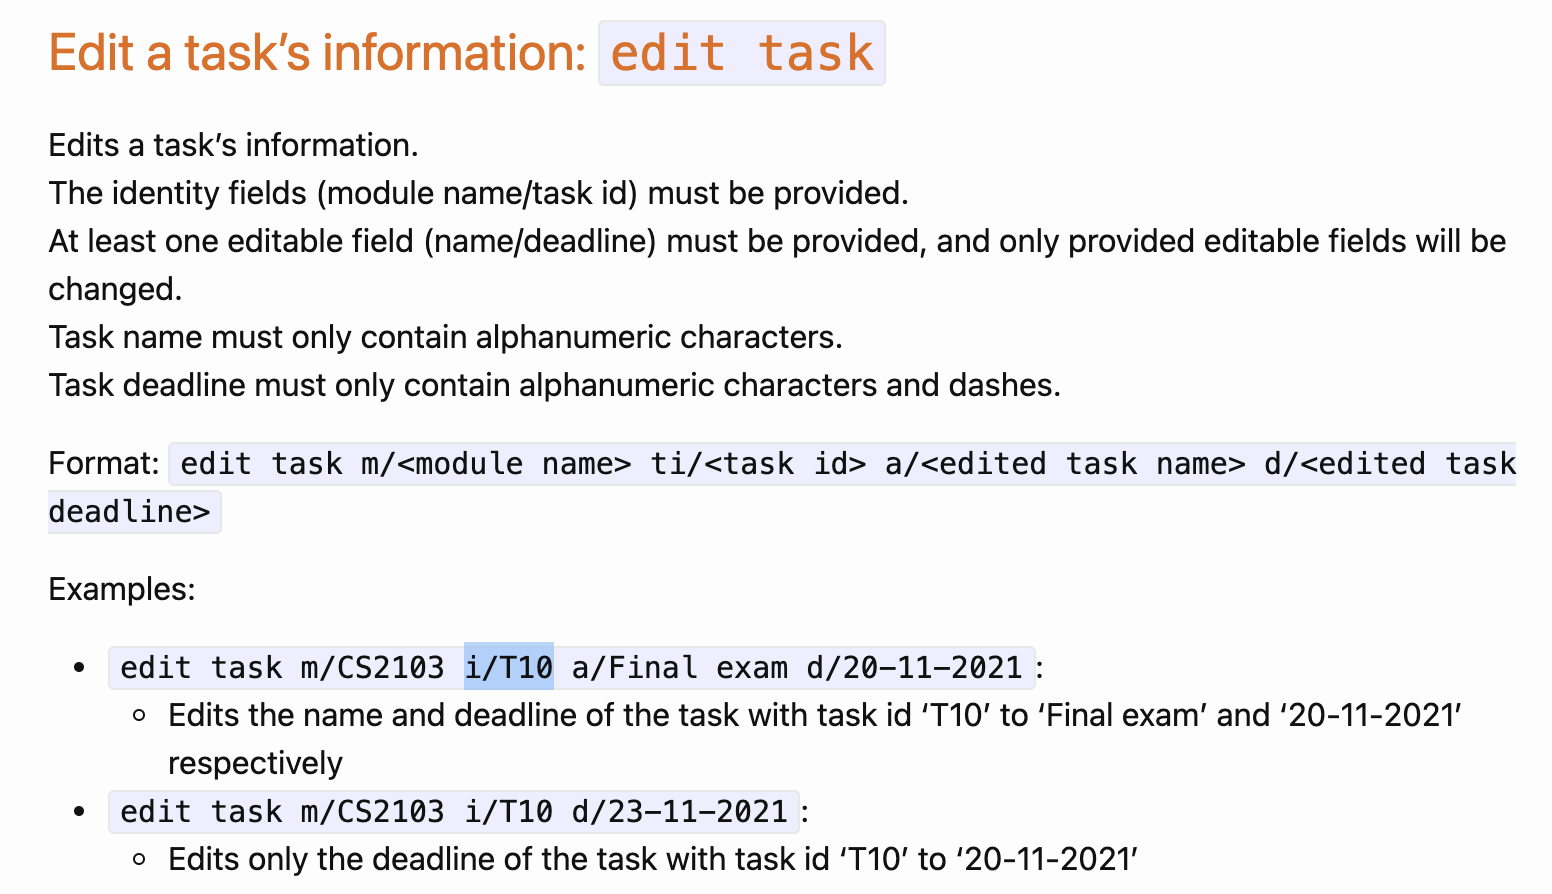 Edit a task’s information: edit task
Edits a task’s information.
The identity fields (module name/task id) must be provided.
At least one editable field (name/deadline) must be provided, and only provided editable fields will be
changed.
Task name must only contain alphanumeric characters.
Task deadline must only contain alphanumeric characters and dashes.
Format: edit task m/<module name> ti/<task id> a/<edited task name> d/<edited task
deadline>
Examples:
• edit task m/CS2103 i/T10 a/Final exam d/20-11-2021:
◦ Edits the name and deadline of the task with task id ‘T10’ to ‘Final exam’ and ‘20-11-2021’
respectively
• edit task m/CS2103 i/T10 d/23-11-2021:
◦ Edits only the deadline of the task with task id ‘T10’ to ‘20-11-2021’